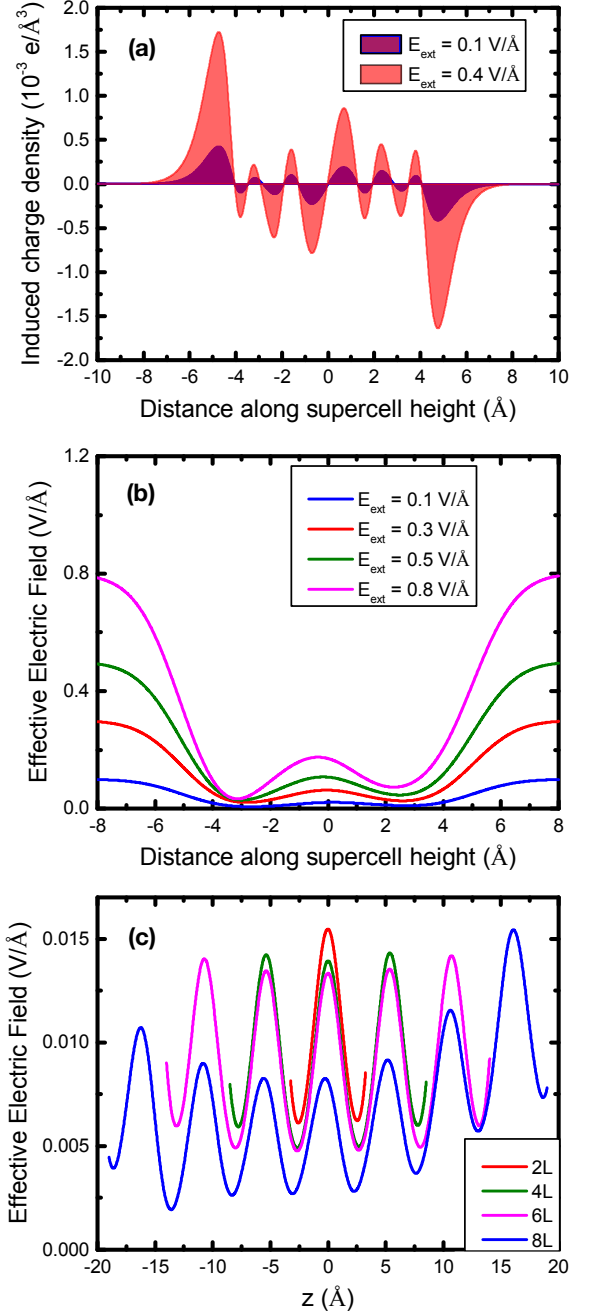 (a)
E_ext = 0.1 V/Å
E_ext = 0.4 V/Å
Induced charge density (10⁻³ e/Å³)
2.0
1.5
1.0
0.5
0.0
-0.5
-1.0
-1.5
-2.0
-10 -8 -6 -4 -2 0 2 4 6 8 10
Distance along supercell height (Å)
(b)
E_ext = 0.1 V/Å
E_ext = 0.3 V/Å
E_ext = 0.5 V/Å
E_ext = 0.8 V/Å
Effective Electric Field (V/Å)
1.2
0.8
0.4
0.0
-8 -6 -4 -2 0 2 4 6 8
Distance along supercell height (Å)
(c)
Effective Electric Field (V/Å)
0.015
0.010
0.005
0.000
2L
4L
6L
8L
-20 -15 -10 -5 0 5 10 15 20
z (Å)